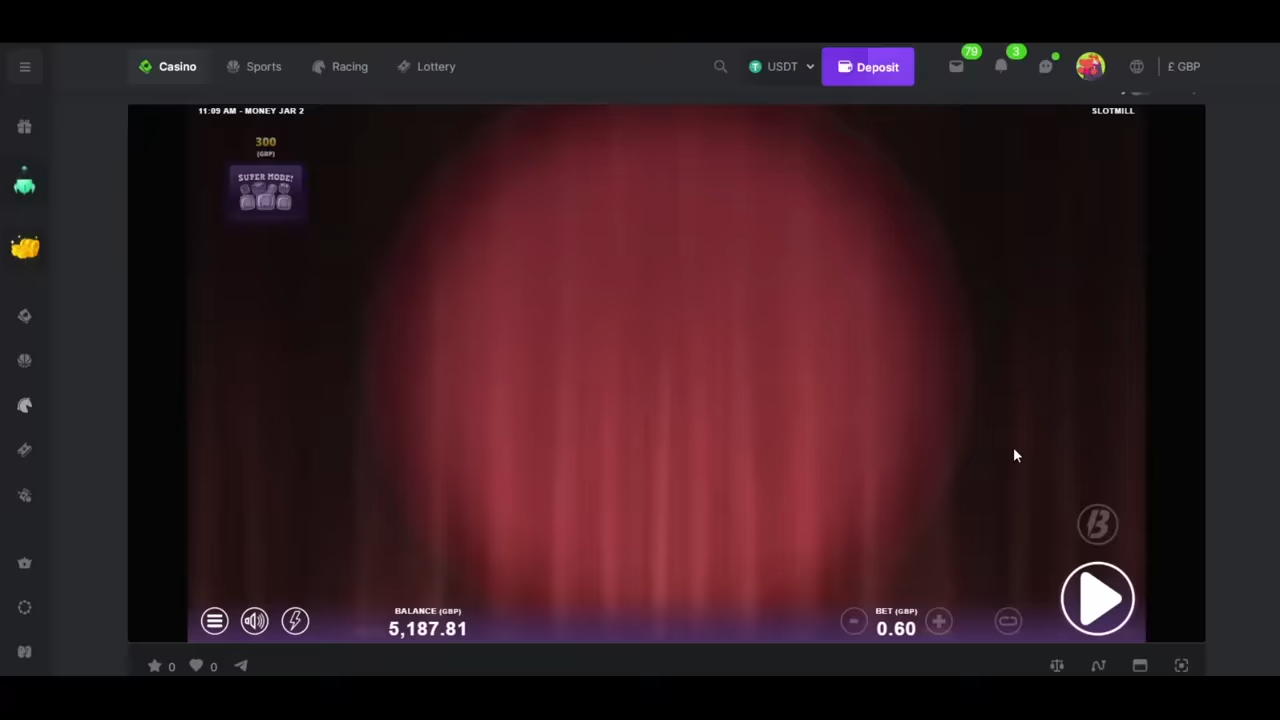 Casino Sports Racing Lottery USDT Deposit 79 3 £ GBP
11:09 AM - MONEY JAR 2 SLOTMILL
300
(GBP)
SUPER MODE!
B
BALANCE (GBP) BET (GBP)
5,187.81 - 0.60 +
0 0